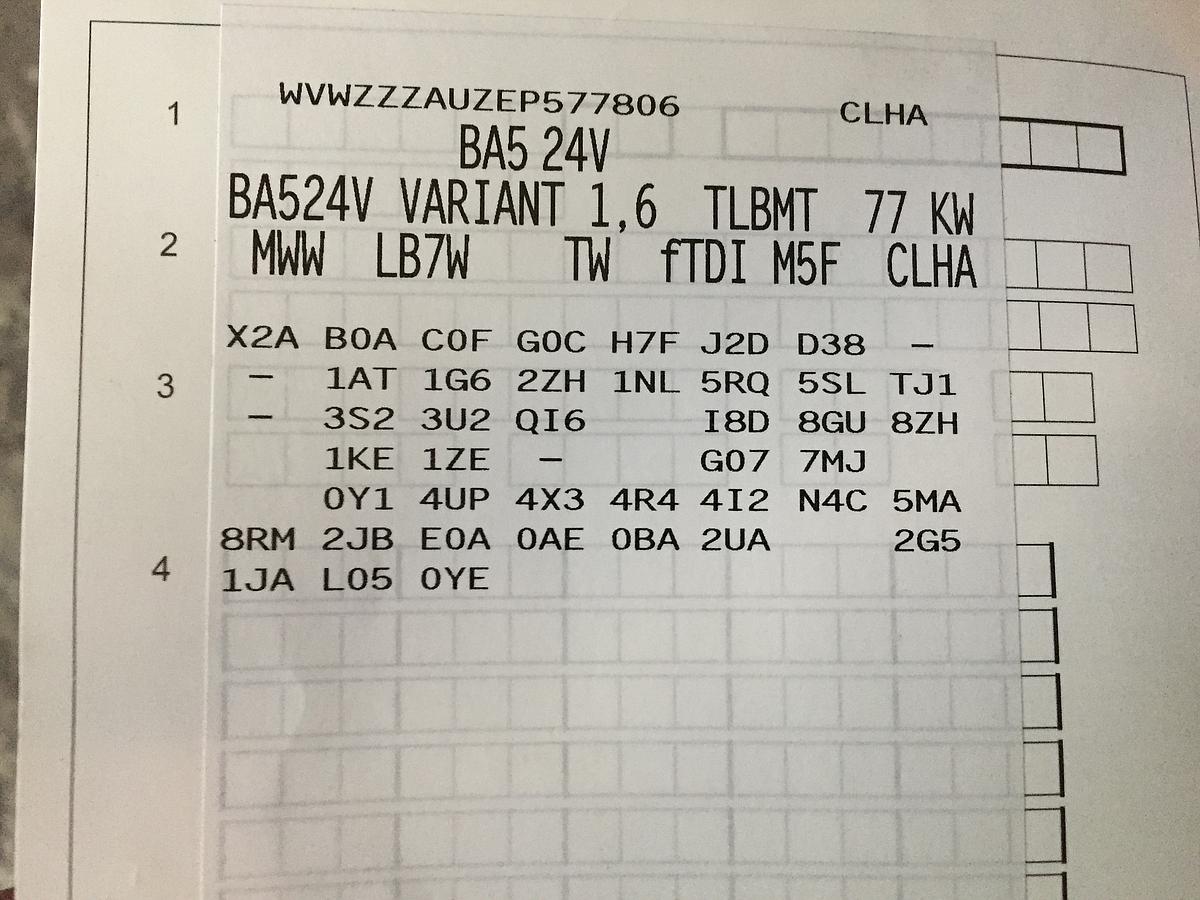 1 WVWZZZAUZEP577806 CLHA
BA5 24V
BA524V VARIANT 1,6 TLBMT 77 KW
2 MWW LB7W TW fTDI M5F CLHA
X2A B0A C0F G0C H7F J2D D38 –
3 – 1AT 1G6 2ZH 1NL 5RQ 5SL TJ1
– 3S2 3U2 QI6 I8D 8GU 8ZH
1KE 1ZE – G07 7MJ
0Y1 4UP 4X3 4R4 4I2 N4C 5MA
8RM 2JB E0A 0AE 0BA 2UA 2G5
4 1JA L05 0YE